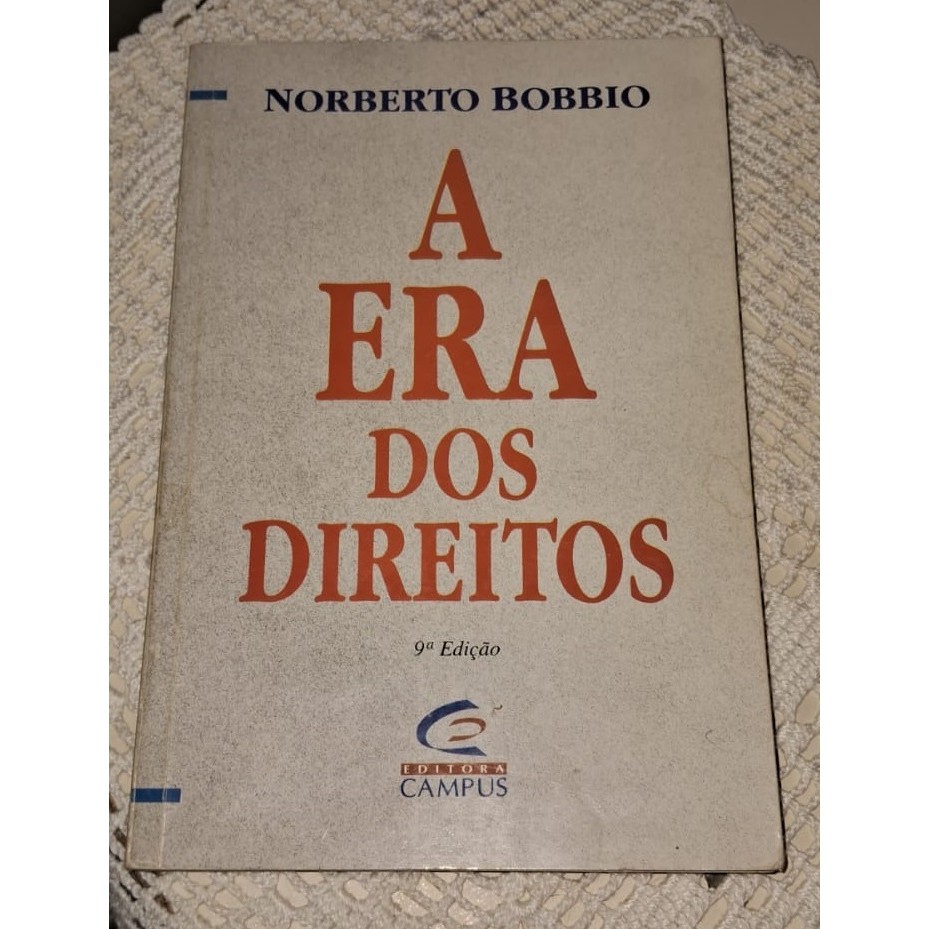 NORBERTO BOBBIO
A
ERA
DOS
DIREITOS
9ª Edição
EDITORA
CAMPUS